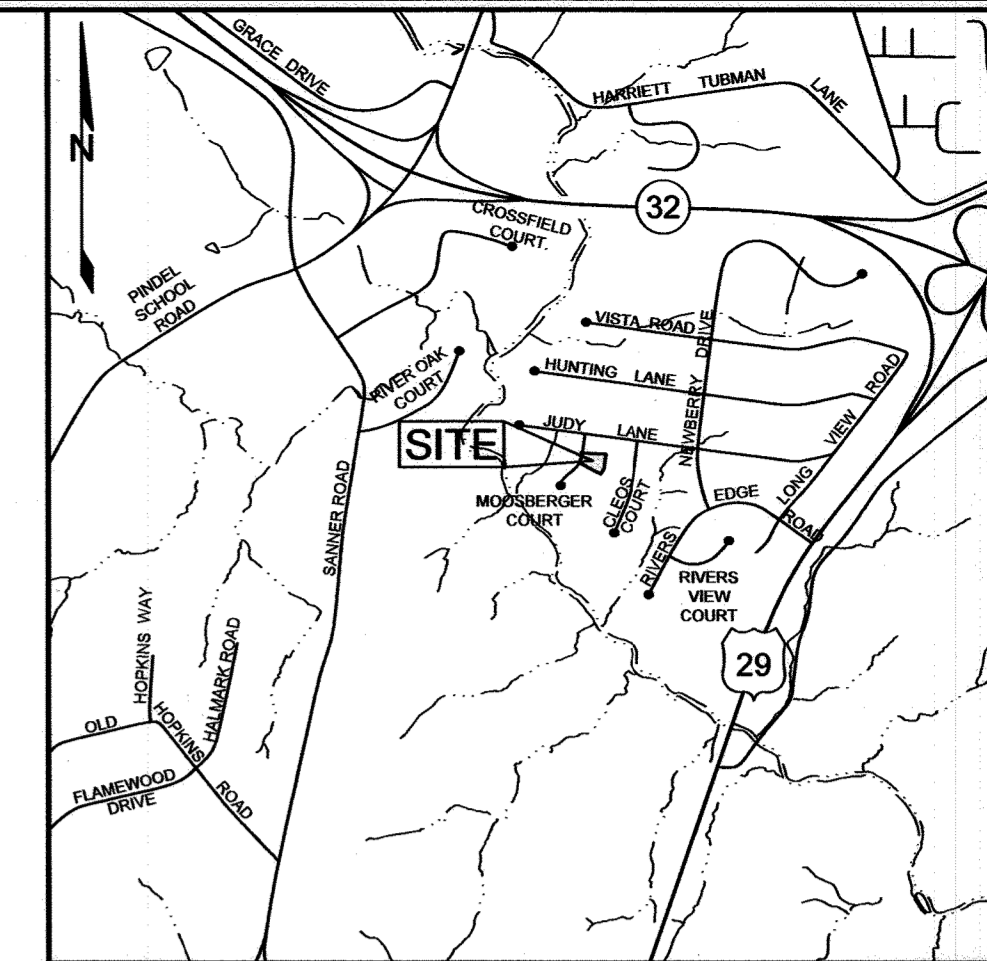 GRACE DRIVE
HARRIETT TUBMAN LANE
N
32
CROSSFIELD
COURT.
PINDEL
SCHOOL
ROAD
VISTA ROAD
NEWBERRY DRIVE
RIVER OAK
COURT
HUNTING LANE
LONG VIEW ROAD
SITE
JUDY LANE
SANNER ROAD
MOOSBERGER
COURT
CLEOS
COURT
RIVERS EDGE ROAD
RIVERS
VIEW
COURT
29
HOPKINS WAY
HALMARK ROAD
OLD HOPKINS ROAD
FLAMEWOOD
DRIVE